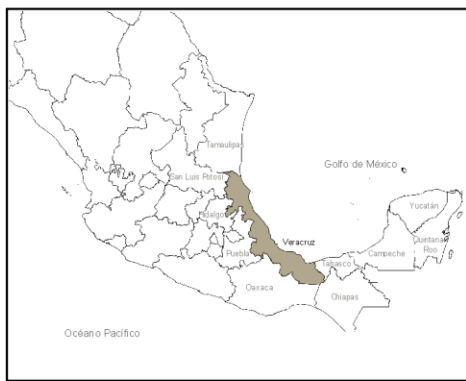 Tamaulipas
Golfo de México
San Luis Potosí
Yucatán
Hidalgo
Quintana
Roo
Veracruz
Campeche
Tabasco
Puebla
Oaxaca
Chiapas
Océano Pacífico